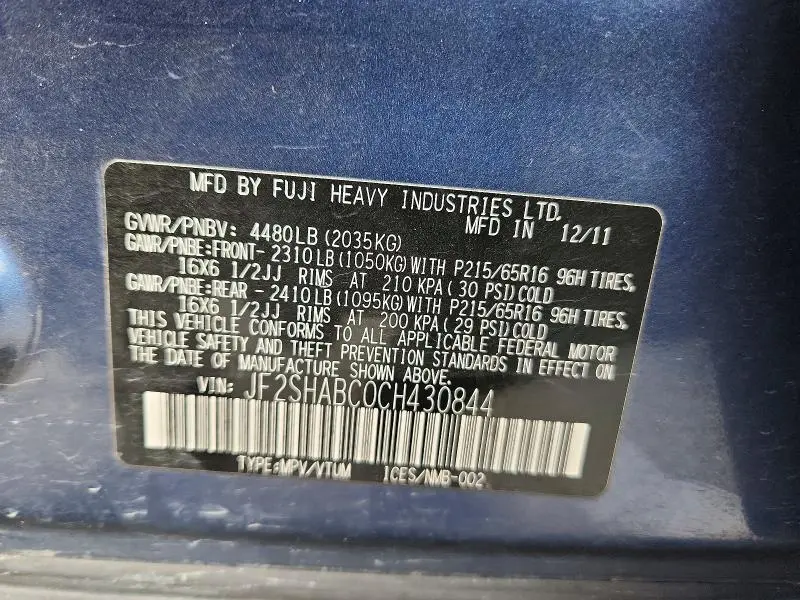 MFD BY FUJI HEAVY INDUSTRIES LTD.
MFD IN 12/11
GVWR/PNBV: 4480LB (2035KG)
GAWR/PNBE:FRONT- 2310LB (1050KG) WITH P215/65R16 96H TIRES,
16X6 1/2JJ RIMS AT 210 KPA (30 PSI) COLD
GAWR/PNBE:REAR - 2410LB (1095KG) WITH P215/65R16 96H TIRES,
16X6 1/2JJ RIMS AT 200 KPA (29 PSI) COLD
THIS VEHICLE CONFORMS TO ALL APPLICABLE FEDERAL MOTOR
VEHICLE SAFETY AND THEFT PREVENTION STANDARDS IN EFFECT ON
THE DATE OF MANUFACTURE SHOWN ABOVE.
VIN: JF2SHABC0CH430844
TYPE:MPV/VTUM ICES/NMB-002